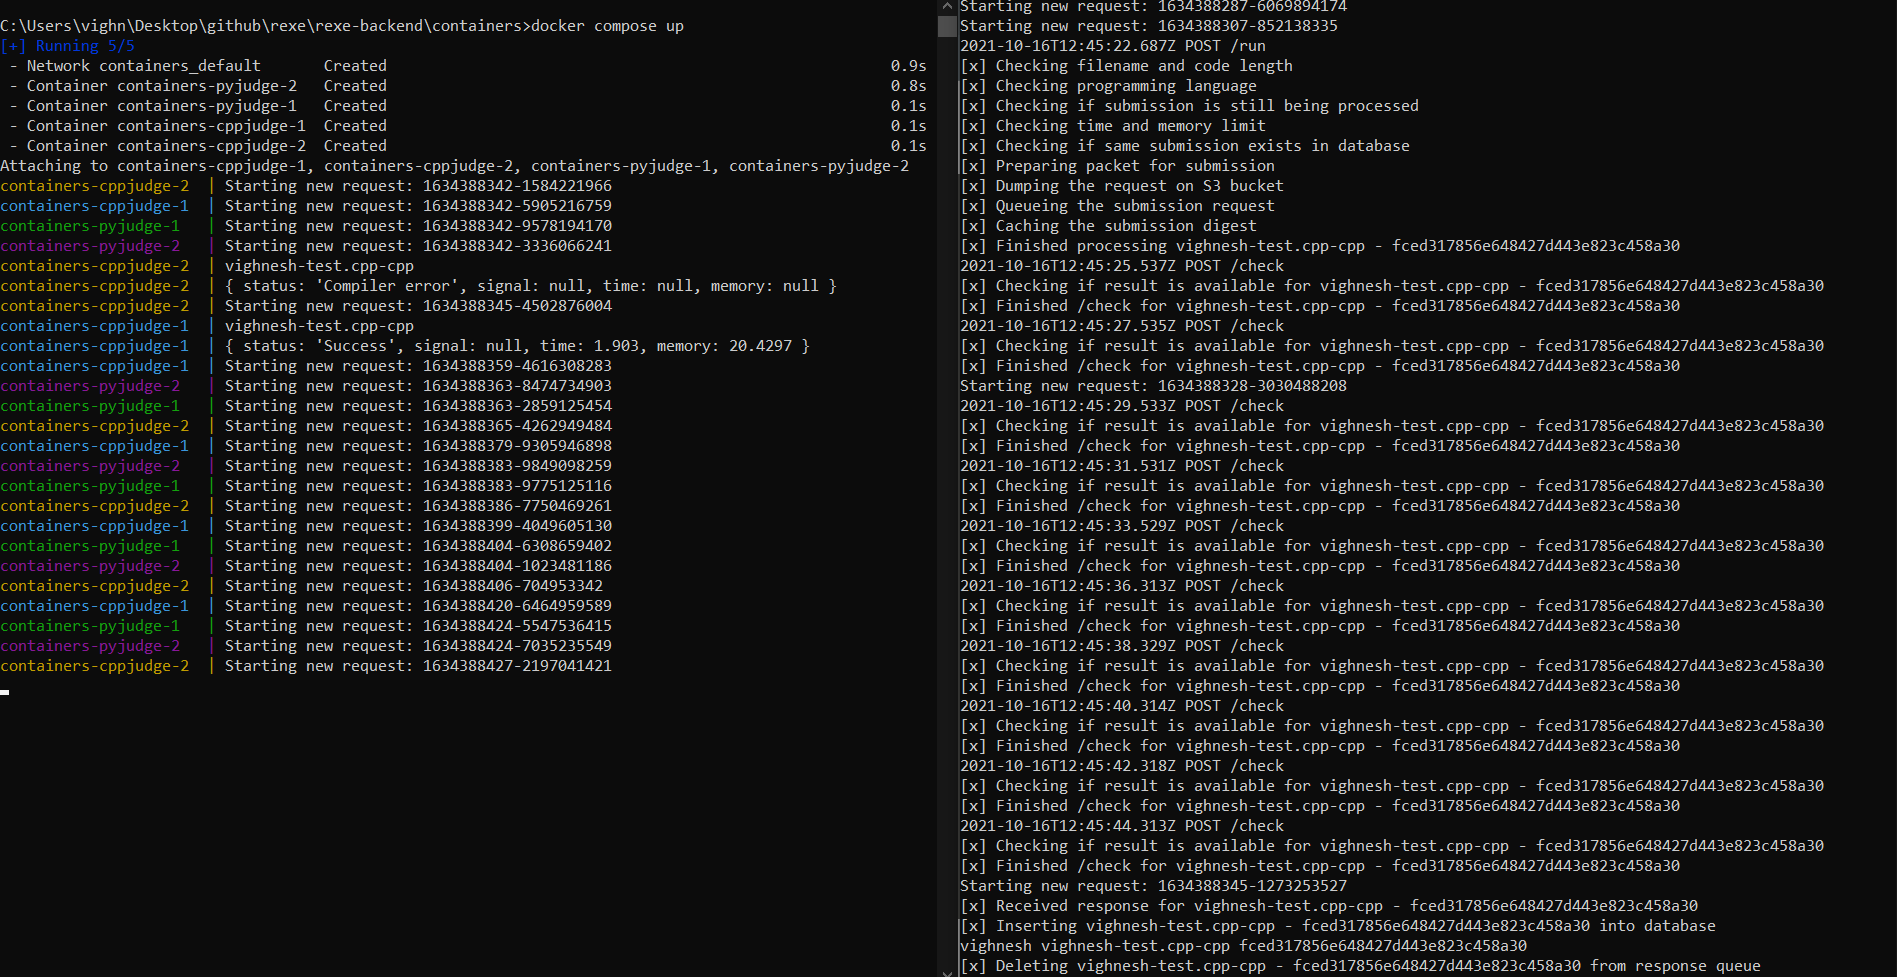 C:\Users\vighn\Desktop\github\rexe\rexe-backend\containers>docker compose up
[+] Running 5/5
 - Network containers_default       Created                                                        0.9s
 - Container containers-pyjudge-2   Created                                                        0.8s
 - Container containers-pyjudge-1   Created                                                        0.1s
 - Container containers-cppjudge-1  Created                                                        0.1s
 - Container containers-cppjudge-2  Created                                                        0.1s
Attaching to containers-cppjudge-1, containers-cppjudge-2, containers-pyjudge-1, containers-pyjudge-2
containers-cppjudge-2  | Starting new request: 1634388342-1584221966
containers-cppjudge-1  | Starting new request: 1634388342-5905216759
containers-pyjudge-1   | Starting new request: 1634388342-9578194170
containers-pyjudge-2   | Starting new request: 1634388342-3336066241
containers-cppjudge-2  | vighnesh-test.cpp-cpp
containers-cppjudge-2  | { status: 'Compiler error', signal: null, time: null, memory: null }
containers-cppjudge-2  | Starting new request: 1634388345-4502876004
containers-cppjudge-1  | vighnesh-test.cpp-cpp
containers-cppjudge-1  | { status: 'Success', signal: null, time: 1.903, memory: 20.4297 }
containers-cppjudge-1  | Starting new request: 1634388359-4616308283
containers-pyjudge-2   | Starting new request: 1634388363-8474734903
containers-pyjudge-1   | Starting new request: 1634388363-2859125454
containers-cppjudge-2  | Starting new request: 1634388365-4262949484
containers-cppjudge-1  | Starting new request: 1634388379-9305946898
containers-pyjudge-2   | Starting new request: 1634388383-9849098259
containers-pyjudge-1   | Starting new request: 1634388383-9775125116
containers-cppjudge-2  | Starting new request: 1634388386-7750469261
containers-cppjudge-1  | Starting new request: 1634388399-4049605130
containers-pyjudge-1   | Starting new request: 1634388404-6308659402
containers-pyjudge-2   | Starting new request: 1634388404-1023481186
containers-cppjudge-2  | Starting new request: 1634388406-704953342
containers-cppjudge-1  | Starting new request: 1634388420-6464959589
containers-pyjudge-1   | Starting new request: 1634388424-5547536415
containers-pyjudge-2   | Starting new request: 1634388424-7035235549
containers-cppjudge-2  | Starting new request: 1634388427-2197041421
Starting new request: 1634388287-6069894174
Starting new request: 1634388307-852138335
2021-10-16T12:45:22.687Z POST /run
[x] Checking filename and code length
[x] Checking programming language
[x] Checking if submission is still being processed
[x] Checking time and memory limit
[x] Checking if same submission exists in database
[x] Preparing packet for submission
[x] Dumping the request on S3 bucket
[x] Queueing the submission request
[x] Caching the submission digest
[x] Finished processing vighnesh-test.cpp-cpp - fced317856e648427d443e823c458a30
2021-10-16T12:45:25.537Z POST /check
[x] Checking if result is available for vighnesh-test.cpp-cpp - fced317856e648427d443e823c458a30
[x] Finished /check for vighnesh-test.cpp-cpp - fced317856e648427d443e823c458a30
2021-10-16T12:45:27.535Z POST /check
[x] Checking if result is available for vighnesh-test.cpp-cpp - fced317856e648427d443e823c458a30
[x] Finished /check for vighnesh-test.cpp-cpp - fced317856e648427d443e823c458a30
Starting new request: 1634388328-3030488208
2021-10-16T12:45:29.533Z POST /check
[x] Checking if result is available for vighnesh-test.cpp-cpp - fced317856e648427d443e823c458a30
[x] Finished /check for vighnesh-test.cpp-cpp - fced317856e648427d443e823c458a30
2021-10-16T12:45:31.531Z POST /check
[x] Checking if result is available for vighnesh-test.cpp-cpp - fced317856e648427d443e823c458a30
[x] Finished /check for vighnesh-test.cpp-cpp - fced317856e648427d443e823c458a30
2021-10-16T12:45:33.529Z POST /check
[x] Checking if result is available for vighnesh-test.cpp-cpp - fced317856e648427d443e823c458a30
[x] Finished /check for vighnesh-test.cpp-cpp - fced317856e648427d443e823c458a30
2021-10-16T12:45:36.313Z POST /check
[x] Checking if result is available for vighnesh-test.cpp-cpp - fced317856e648427d443e823c458a30
[x] Finished /check for vighnesh-test.cpp-cpp - fced317856e648427d443e823c458a30
2021-10-16T12:45:38.329Z POST /check
[x] Checking if result is available for vighnesh-test.cpp-cpp - fced317856e648427d443e823c458a30
[x] Finished /check for vighnesh-test.cpp-cpp - fced317856e648427d443e823c458a30
2021-10-16T12:45:40.314Z POST /check
[x] Checking if result is available for vighnesh-test.cpp-cpp - fced317856e648427d443e823c458a30
[x] Finished /check for vighnesh-test.cpp-cpp - fced317856e648427d443e823c458a30
2021-10-16T12:45:42.318Z POST /check
[x] Checking if result is available for vighnesh-test.cpp-cpp - fced317856e648427d443e823c458a30
[x] Finished /check for vighnesh-test.cpp-cpp - fced317856e648427d443e823c458a30
2021-10-16T12:45:44.313Z POST /check
[x] Checking if result is available for vighnesh-test.cpp-cpp - fced317856e648427d443e823c458a30
[x] Finished /check for vighnesh-test.cpp-cpp - fced317856e648427d443e823c458a30
Starting new request: 1634388345-1273253527
[x] Received response for vighnesh-test.cpp-cpp - fced317856e648427d443e823c458a30
[x] Inserting vighnesh-test.cpp-cpp - fced317856e648427d443e823c458a30 into database
vighnesh vighnesh-test.cpp-cpp fced317856e648427d443e823c458a30
[x] Deleting vighnesh-test.cpp-cpp - fced317856e648427d443e823c458a30 from response queue